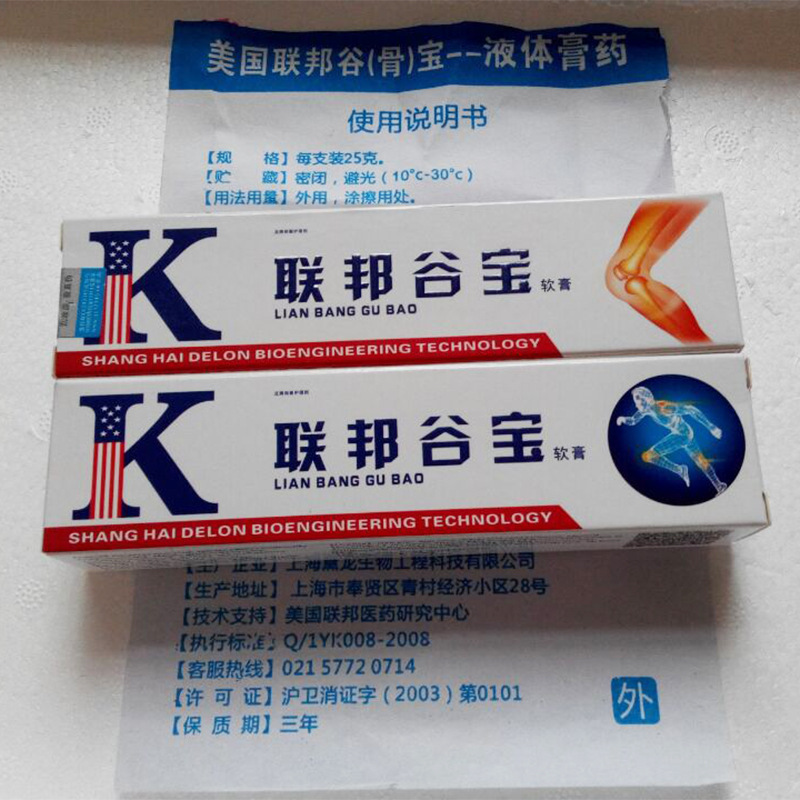 美国联邦谷(骨)宝--液体膏药
使用说明书
【规 格】每支装25克。
【贮 藏】密闭，避光(10℃-30℃)
【用法用量】外用，涂擦用处。
K
联邦谷宝 软膏
LIAN BANG GU BAO
SHANG HAI DELON BIOENGINEERING TECHNOLOGY
K
联邦谷宝 软膏
LIAN BANG GU BAO
SHANG HAI DELON BIOENGINEERING TECHNOLOGY
【生产企业】上海黛龙生物工程科技有限公司
【生产地址】上海市奉贤区青村经济小区28号
【技术支持】美国联邦医药研究中心
【执行标准】Q/1YK008-2008
【客服热线】021 5772 0714
【许 可 证】沪卫消证字(2003)第0101
【保 质 期】三年
外